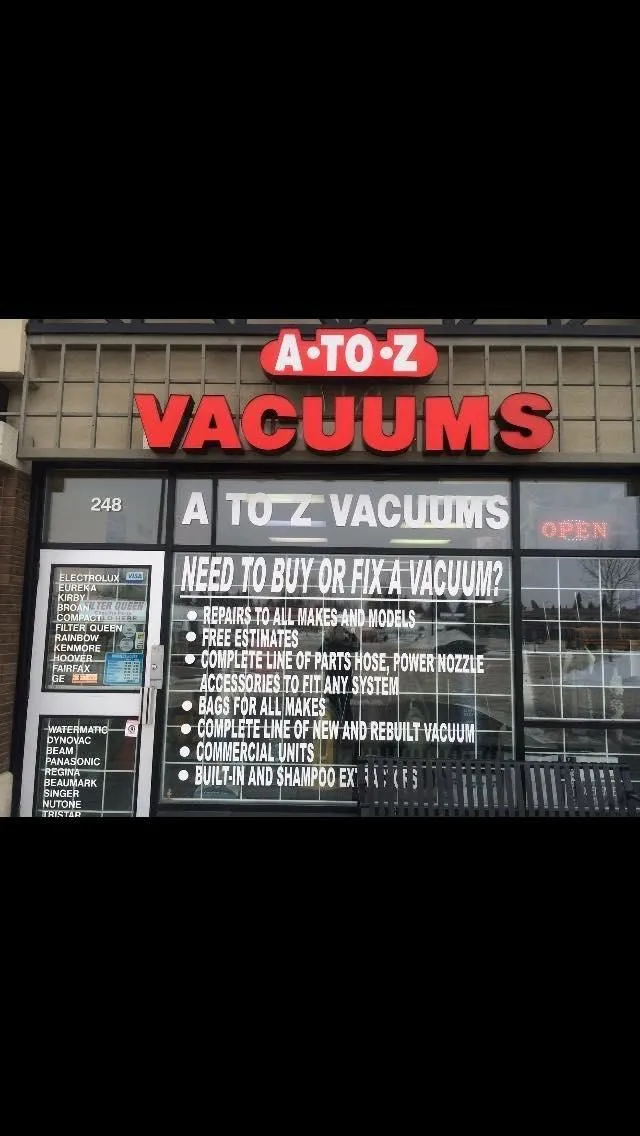 A•TO•Z
VACUUMS
248
A TO Z VACUUMS
OPEN
ELECTROLUX
EUREKA
KIRBY
BROAN
COMPACT
FILTER QUEEN
RAINBOW
KENMORE
HOOVER
FAIRFAX
GE
VISA
WATERMATIC
DYNOVAC
BEAM
PANASONIC
REGINA
BEAUMARK
SINGER
NUTONE
TRISTAR
NEED TO BUY OR FIX A VACUUM?
• REPAIRS TO ALL MAKES AND MODELS
• FREE ESTIMATES
• COMPLETE LINE OF PARTS HOSE, POWER NOZZLE
ACCESSORIES TO FIT ANY SYSTEM
• BAGS FOR ALL MAKES
• COMPLETE LINE OF NEW AND REBUILT VACUUM
• COMMERCIAL UNITS
• BUILT-IN AND SHAMPOO EXTRACTORS